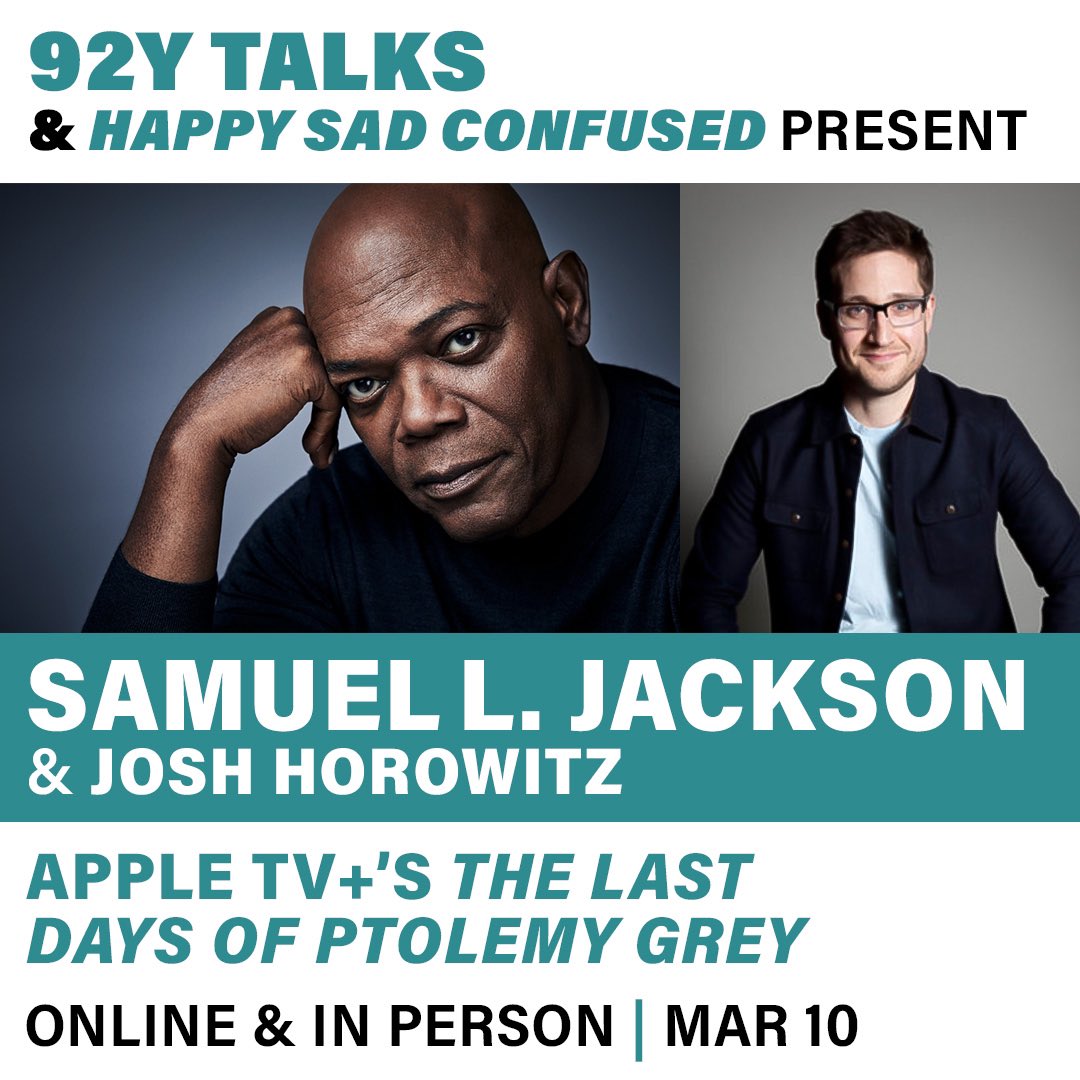 92Y TALKS
& HAPPY SAD CONFUSED PRESENT
SAMUEL L. JACKSON
& JOSH HOROWITZ
APPLE TV+'S THE LAST
DAYS OF PTOLEMY GREY
ONLINE & IN PERSON | MAR 10